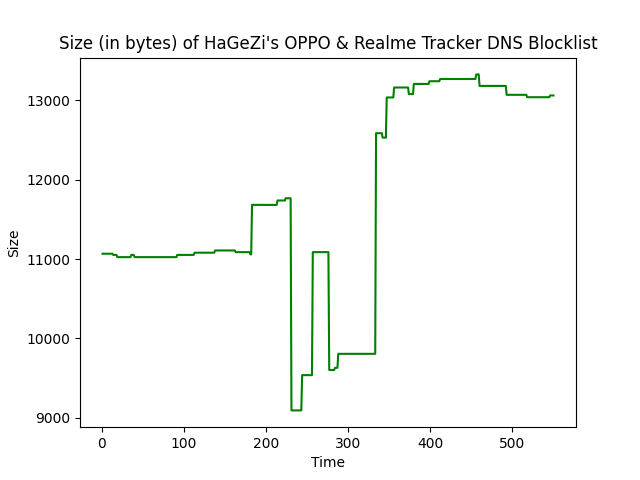 Size (in bytes) of HaGeZi's OPPO & Realme Tracker DNS Blocklist
13000
12000
11000
10000
9000
Size
0 100 200 300 400 500
Time